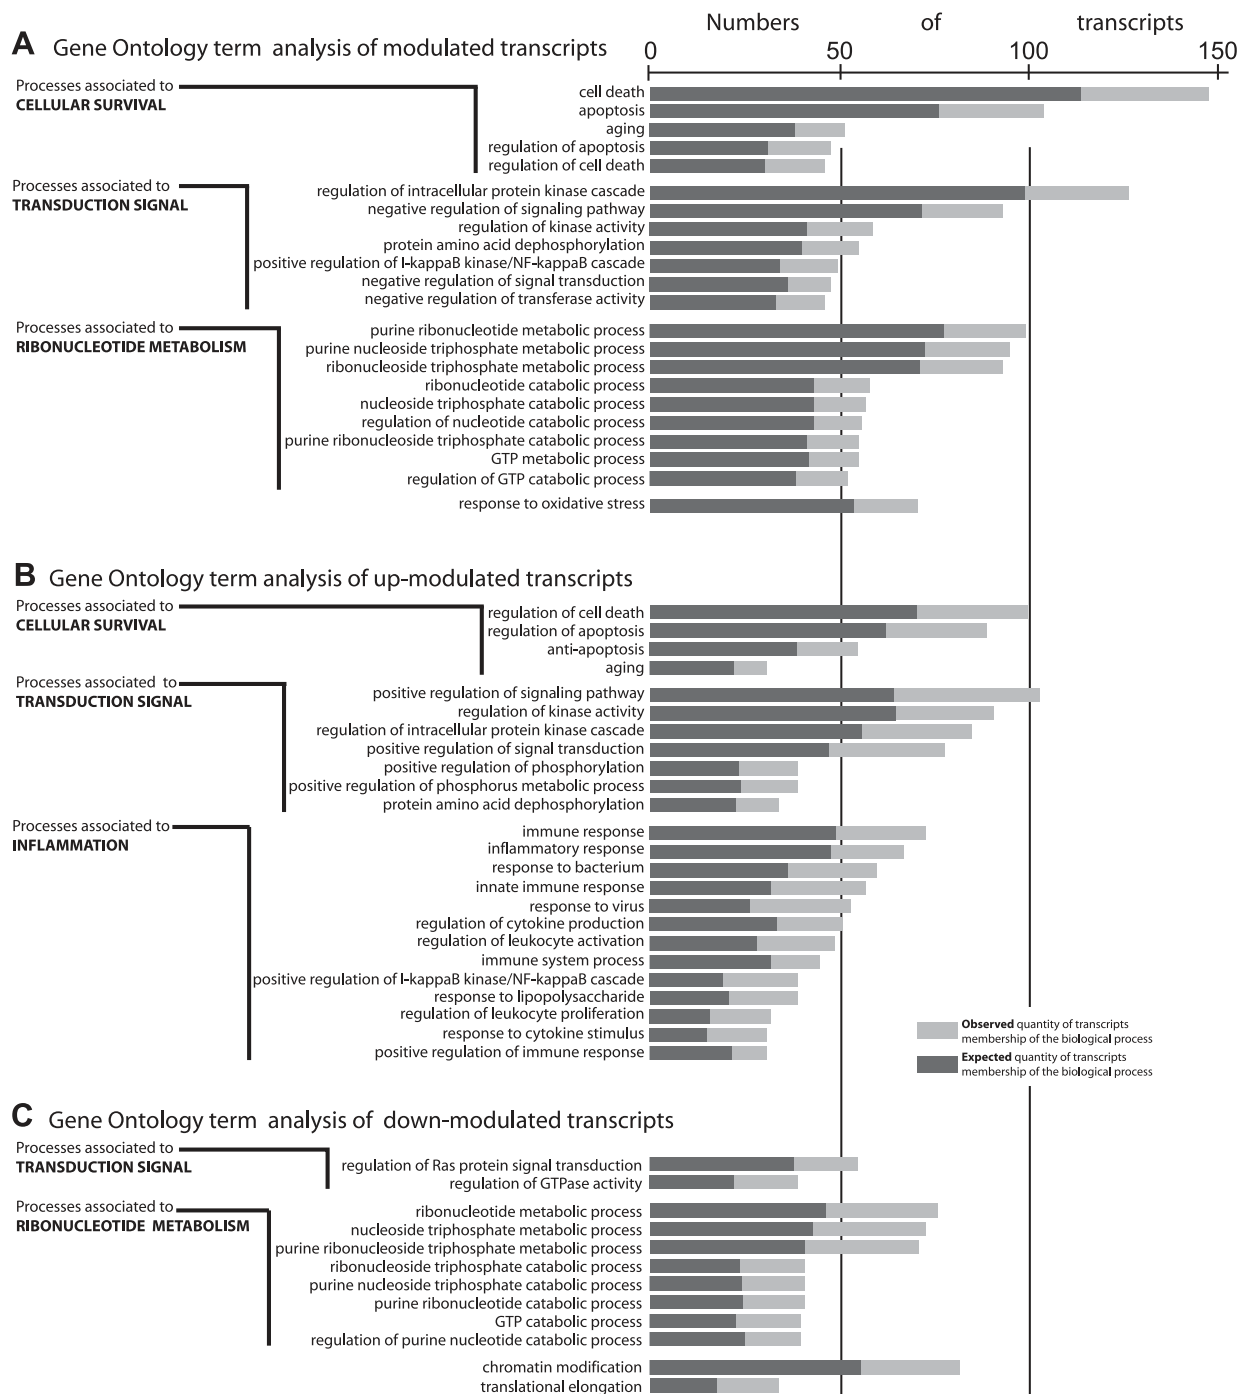 Numbers of transcripts
A Gene Ontology term analysis of modulated transcripts
0 50 100 150
Processes associated to
CELLULAR SURVIVAL
cell death
apoptosis
aging
regulation of apoptosis
regulation of cell death
Processes associated to
TRANSDUCTION SIGNAL
regulation of intracellular protein kinase cascade
negative regulation of signaling pathway
regulation of kinase activity
protein amino acid dephosphorylation
positive regulation of I-kappaB kinase/NF-kappaB cascade
negative regulation of signal transduction
negative regulation of transferase activity
Processes associated to
RIBONUCLEOTIDE METABOLISM
purine ribonucleotide metabolic process
purine nucleoside triphosphate metabolic process
ribonucleoside triphosphate metabolic process
ribonucleotide catabolic process
nucleoside triphosphate catabolic process
regulation of nucleotide catabolic process
purine ribonucleoside triphosphate catabolic process
GTP metabolic process
regulation of GTP catabolic process
response to oxidative stress
B Gene Ontology term analysis of up-modulated transcripts
Processes associated to
CELLULAR SURVIVAL
regulation of cell death
regulation of apoptosis
anti-apoptosis
aging
Processes associated to
TRANSDUCTION SIGNAL
positive regulation of signaling pathway
regulation of kinase activity
regulation of intracellular protein kinase cascade
positive regulation of signal transduction
positive regulation of phosphorylation
positive regulation of phosphorus metabolic process
protein amino acid dephosphorylation
Processes associated to
INFLAMMATION
immune response
inflammatory response
response to bacterium
innate immune response
response to virus
regulation of cytokine production
regulation of leukocyte activation
immune system process
positive regulation of I-kappaB kinase/NF-kappaB cascade
response to lipopolysaccharide
regulation of leukocyte proliferation
response to cytokine stimulus
positive regulation of immune response
Observed quantity of transcripts
membership of the biological process
Expected quantity of transcripts
membership of the biological process
C Gene Ontology term analysis of down-modulated transcripts
Processes associated to
TRANSDUCTION SIGNAL
regulation of Ras protein signal transduction
regulation of GTPase activity
Processes associated to
RIBONUCLEOTIDE METABOLISM
ribonucleotide metabolic process
nucleoside triphosphate metabolic process
purine ribonucleoside triphosphate metabolic process
ribonucleoside triphosphate catabolic process
purine nucleoside triphosphate catabolic process
purine ribonucleotide catabolic process
GTP catabolic process
regulation of purine nucleotide catabolic process
chromatin modification
translational elongation